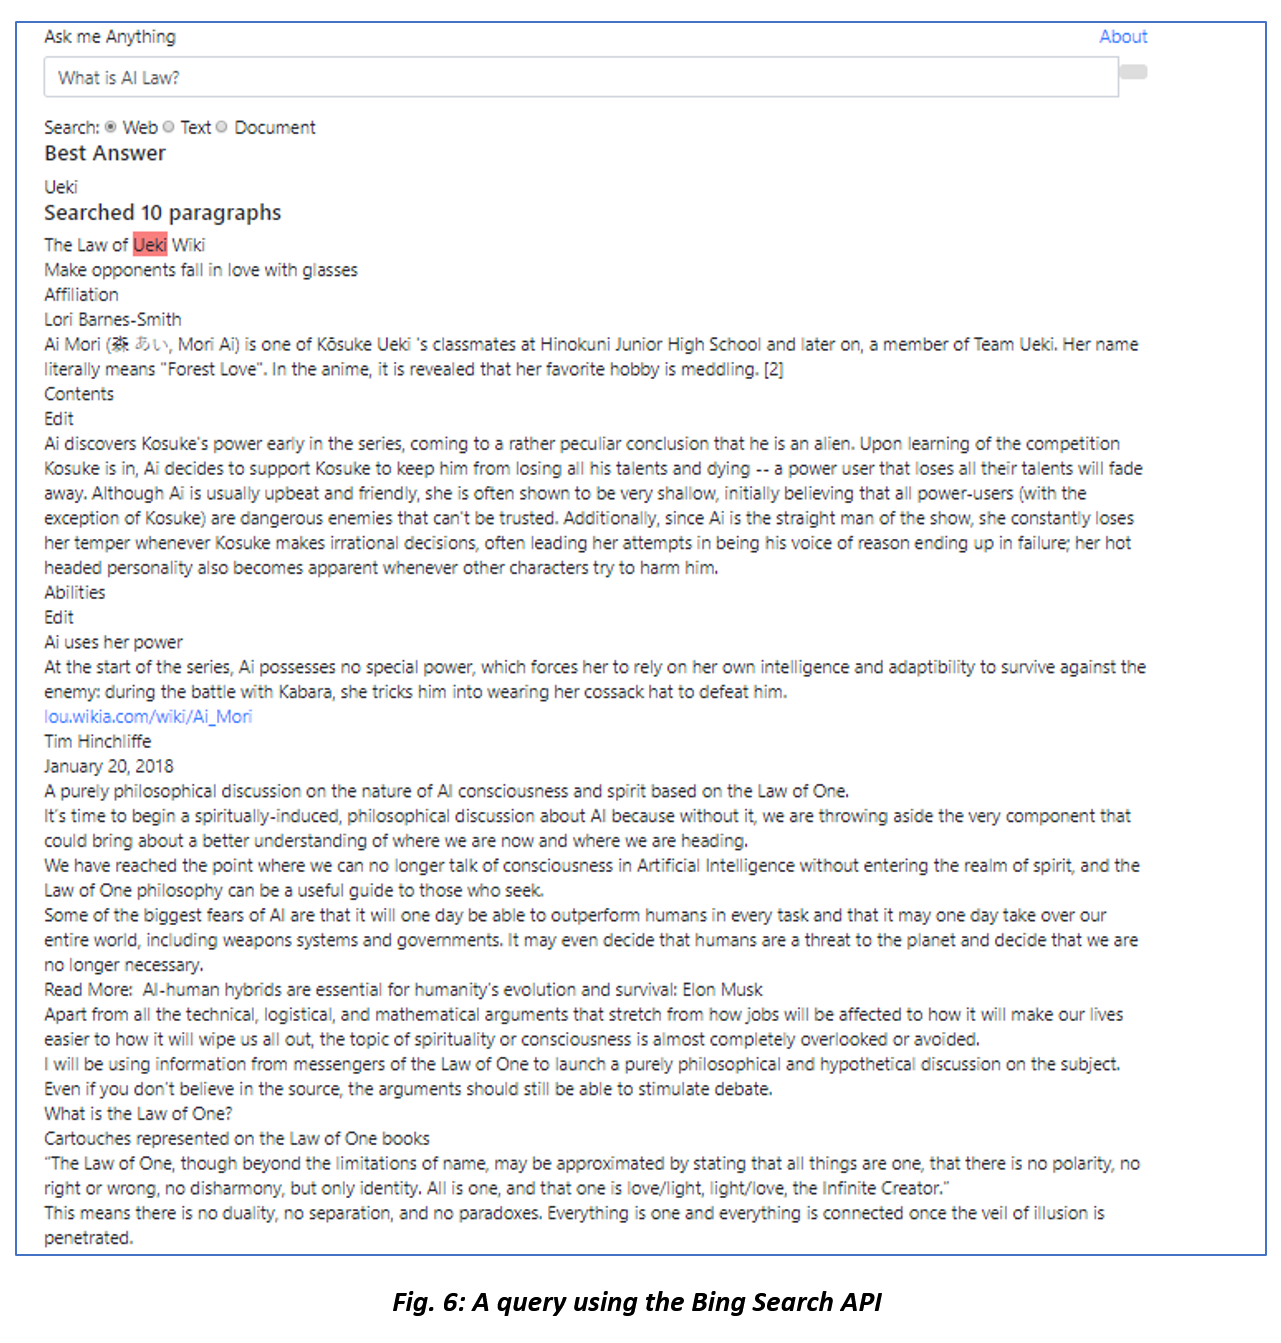 Ask me Anything
About
What is AI Law?
Search: Web Text Document
Best Answer
Ueki
Searched 10 paragraphs
The Law of Ueki Wiki
Make opponents fall in love with glasses
Affiliation
Lori Barnes-Smith
Ai Mori (森 あい, Mori Ai) is one of Kōsuke Ueki 's classmates at Hinokuni Junior High School and later on, a member of Team Ueki. Her name
literally means "Forest Love". In the anime, it is revealed that her favorite hobby is meddling. [2]
Contents
Edit
Ai discovers Kosuke's power early in the series, coming to a rather peculiar conclusion that he is an alien. Upon learning of the competition
Kosuke is in, Ai decides to support Kosuke to keep him from losing all his talents and dying -- a power user that loses all their talents will fade
away. Although Ai is usually upbeat and friendly, she is often shown to be very shallow, initially believing that all power-users (with the
exception of Kosuke) are dangerous enemies that can't be trusted. Additionally, since Ai is the straight man of the show, she constantly loses
her temper whenever Kosuke makes irrational decisions, often leading her attempts in being his voice of reason ending up in failure; her hot
headed personality also becomes apparent whenever other characters try to harm him.
Abilities
Edit
Ai uses her power
At the start of the series, Ai possesses no special power, which forces her to rely on her own intelligence and adaptibility to survive against the
enemy: during the battle with Kabara, she tricks him into wearing her cossack hat to defeat him.
lou.wikia.com/wiki/Ai_Mori
Tim Hinchliffe
January 20, 2018
A purely philosophical discussion on the nature of AI consciousness and spirit based on the Law of One.
It's time to begin a spiritually-induced, philosophical discussion about AI because without it, we are throwing aside the very component that
could bring about a better understanding of where we are now and where we are heading.
We have reached the point where we can no longer talk of consciousness in Artificial Intelligence without entering the realm of spirit, and the
Law of One philosophy can be a useful guide to those who seek.
Some of the biggest fears of AI are that it will one day be able to outperform humans in every task and that it may one day take over our
entire world, including weapons systems and governments. It may even decide that humans are a threat to the planet and decide that we are
no longer necessary.
Read More:  AI-human hybrids are essential for humanity's evolution and survival: Elon Musk
Apart from all the technical, logistical, and mathematical arguments that stretch from how jobs will be affected to how it will make our lives
easier to how it will wipe us all out, the topic of spirituality or consciousness is almost completely overlooked or avoided.
I will be using information from messengers of the Law of One to launch a purely philosophical and hypothetical discussion on the subject.
Even if you don't believe in the source, the arguments should still be able to stimulate debate.
What is the Law of One?
Cartouches represented on the Law of One books
“The Law of One, though beyond the limitations of name, may be approximated by stating that all things are one, that there is no polarity, no
right or wrong, no disharmony, but only identity. All is one, and that one is love/light, light/love, the Infinite Creator.”
This means there is no duality, no separation, and no paradoxes. Everything is one and everything is connected once the veil of illusion is
penetrated.
Fig. 6: A query using the Bing Search API